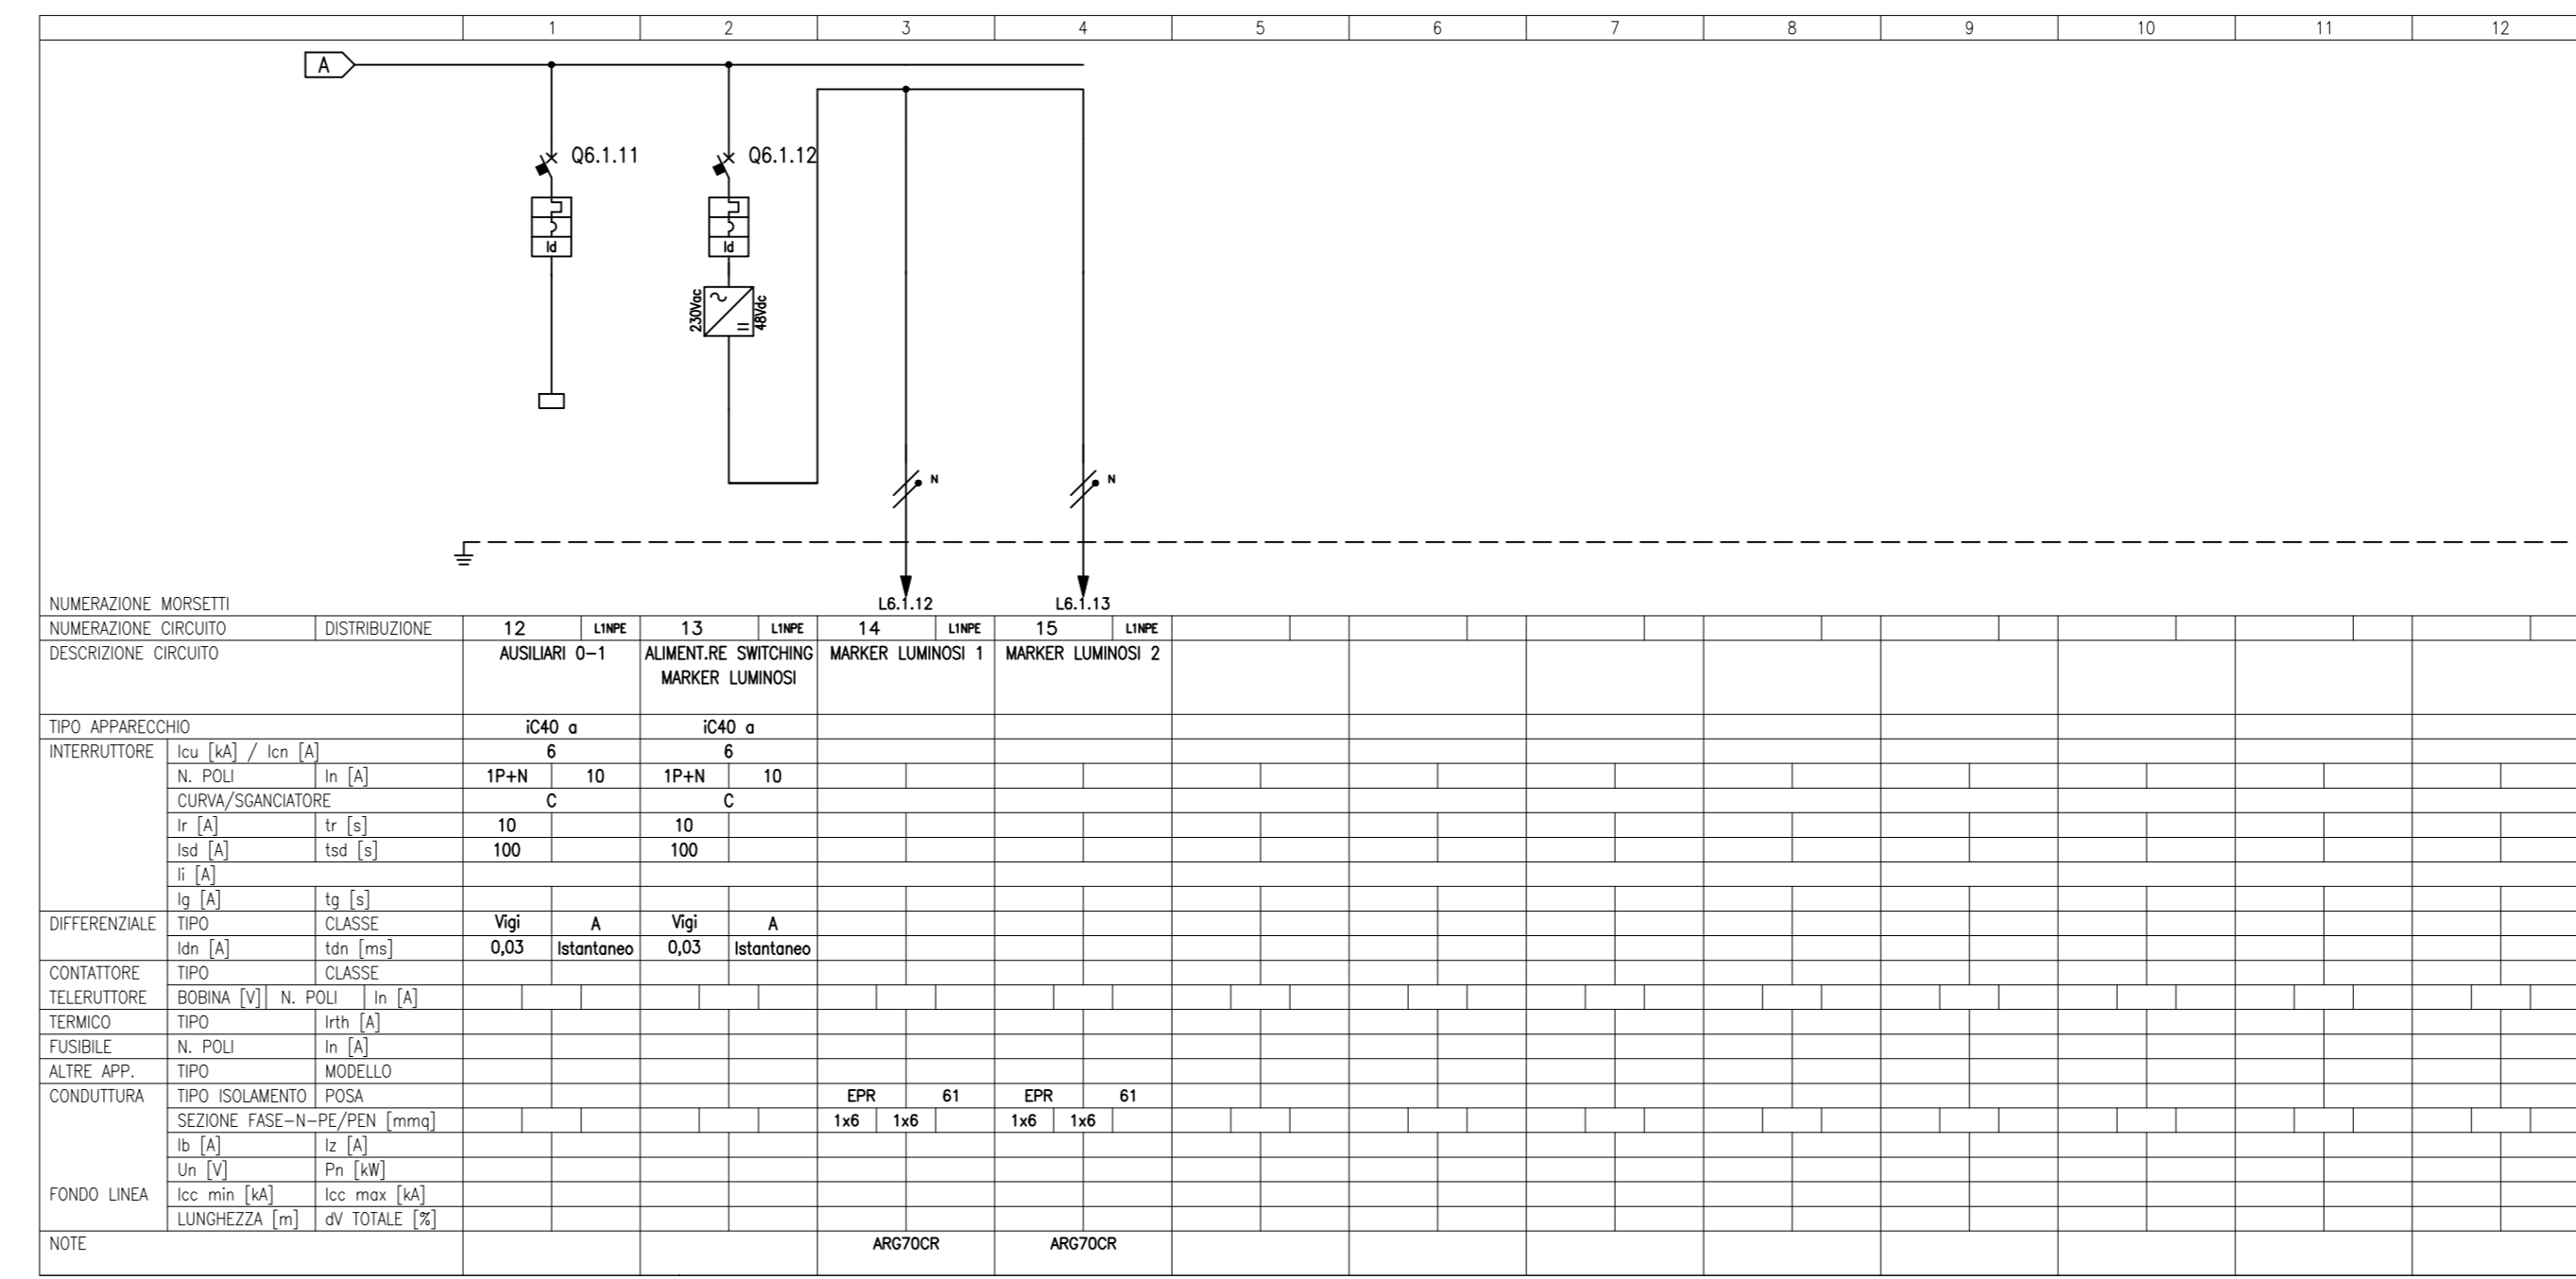 1 2 3 4 5 6 7 8 9 10 11 12
A
Q6.1.11 Q6.1.12
Id Id
230Vac 48Vdc
N N
NUMERAZIONE MORSETTI L6.1.12 L6.1.13
NUMERAZIONE CIRCUITO DISTRIBUZIONE 12 L1NPE 13 L1NPE 14 L1NPE 15 L1NPE
DESCRIZIONE CIRCUITO AUSILIARI 0-1 ALIMENT.RE SWITCHING MARKER LUMINOSI 1 MARKER LUMINOSI 2
MARKER LUMINOSI
TIPO APPARECCHIO iC40 a iC40 a
INTERRUTTORE Icu [kA] / Icn [A] 6 6
N. POLI In [A] 1P+N 10 1P+N 10
CURVA/SGANCIATORE C C
Ir [A] tr [s] 10 10
Isd [A] tsd [s] 100 100
Ii [A]
Ig [A] tg [s]
DIFFERENZIALE TIPO CLASSE Vigi A Vigi A
Idn [A] tdn [ms] 0,03 Istantaneo 0,03 Istantaneo
CONTATTORE TIPO CLASSE
TELERUTTORE BOBINA [V] N. POLI In [A]
TERMICO TIPO Irth [A]
FUSIBILE N. POLI In [A]
ALTRE APP. TIPO MODELLO
CONDUTTURA TIPO ISOLAMENTO POSA EPR 61 EPR 61
SEZIONE FASE-N-PE/PEN [mmq] 1x6 1x6 1x6 1x6
Ib [A] Iz [A]
Un [V] Pn [kW]
FONDO LINEA Icc min [kA] Icc max [kA]
LUNGHEZZA [m] dV TOTALE [%]
NOTE ARG7OCR ARG7OCR